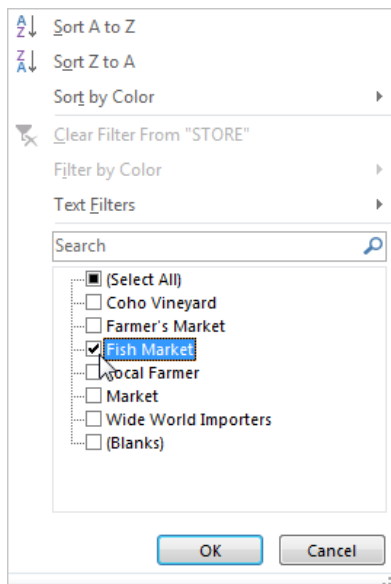 Sort A to Z
Sort Z to A
Sort by Color
Clear Filter From "STORE"
Filter by Color
Text Filters
Search
(Select All)
Coho Vineyard
Farmer's Market
Fish Market
Local Farmer
Market
Wide World Importers
(Blanks)
OK
Cancel